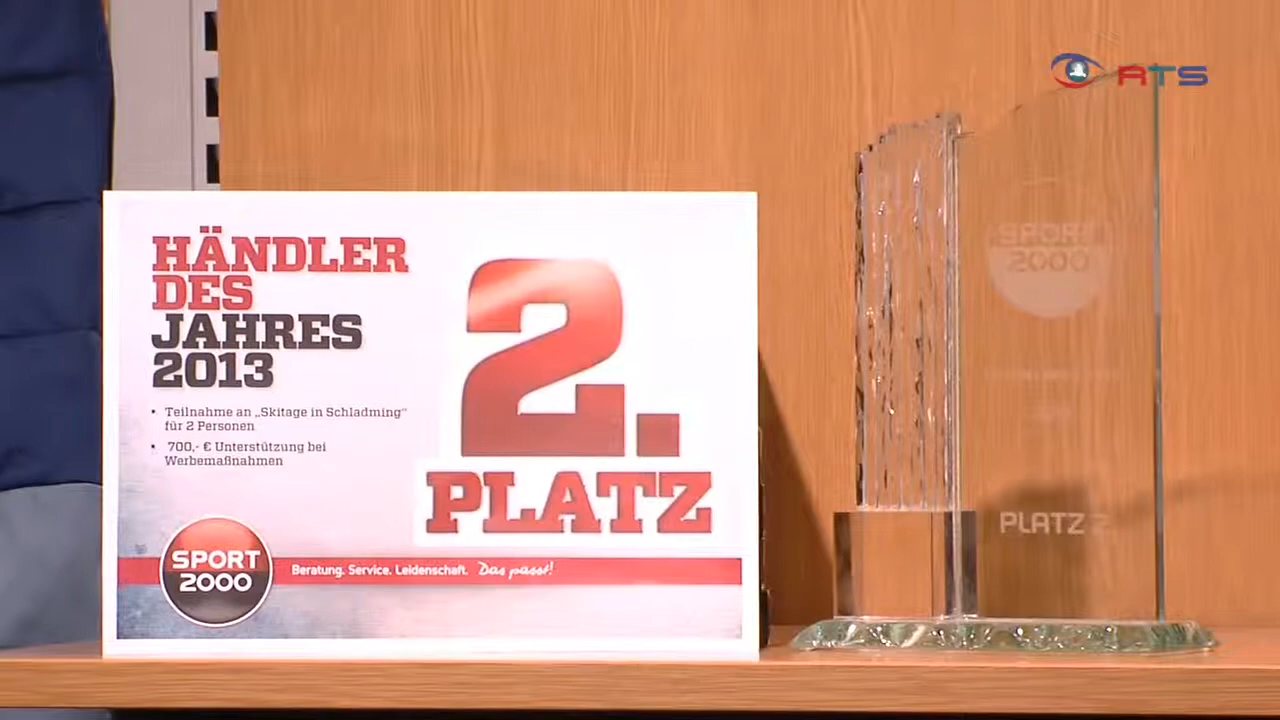 RTS
HÄNDLER
DES
JAHRES
2013
• Teilnahme an „Skitage in Schladming“
für 2 Personen
• 700,- € Unterstützung bei
Werbemaßnahmen
2.
PLATZ
SPORT
2000
Beratung. Service. Leidenschaft. Das passt!
SPORT
2000
PLATZ 2